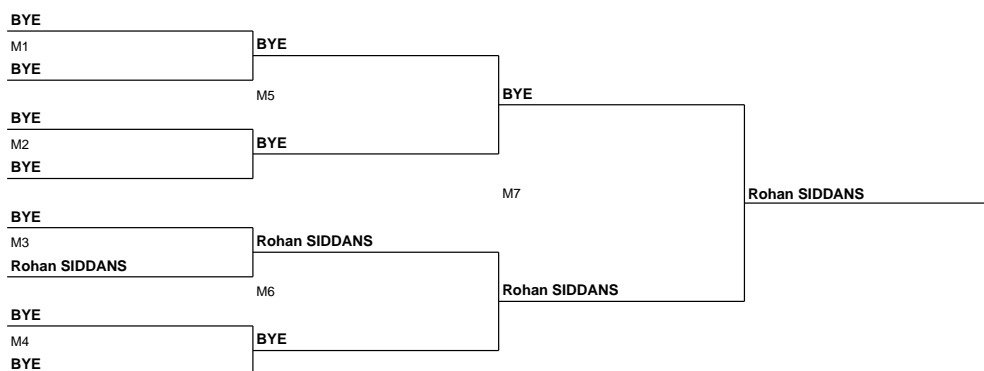 BYE
M1
BYE
BYE
M5
BYE
BYE
M2
BYE
BYE
M7
Rohan SIDDANS
BYE
M3
Rohan SIDDANS
Rohan SIDDANS
M6
Rohan SIDDANS
BYE
M4
BYE
BYE